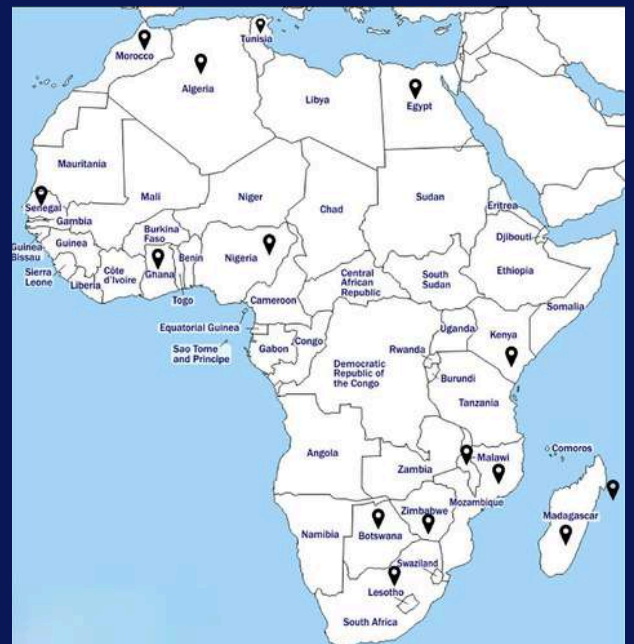 Morocco
Tunisia
Algeria
Libya
Egypt
Mauritania
Mali
Niger
Chad
Sudan
Eritrea
Senegal
Gambia
Guinea
Bissau
Guinea
Burkina
Faso
Sierra
Leone
Liberia
Côte
d'Ivoire
Ghana
Togo
Benin
Nigeria
Cameroon
Central
African
Republic
South
Sudan
Djibouti
Ethiopia
Somalia
Equatorial Guinea
Sao Tome
and Principe
Gabon
Congo
Democratic
Republic of
the Congo
Uganda
Rwanda
Burundi
Kenya
Tanzania
Comoros
Angola
Zambia
Malawi
Mozambique
Madagascar
Namibia
Botswana
Zimbabwe
Swaziland
Lesotho
South Africa